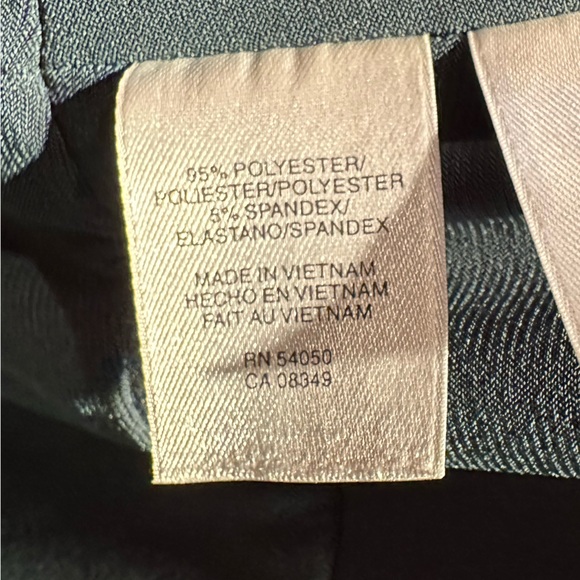 95% POLYESTER/
POLIESTER/POLYESTER
5% SPANDEX/
ELASTANO/SPANDEX
MADE IN VIETNAM
HECHO EN VIETNAM
FAIT AU VIETNAM
RN 54050
CA 08349